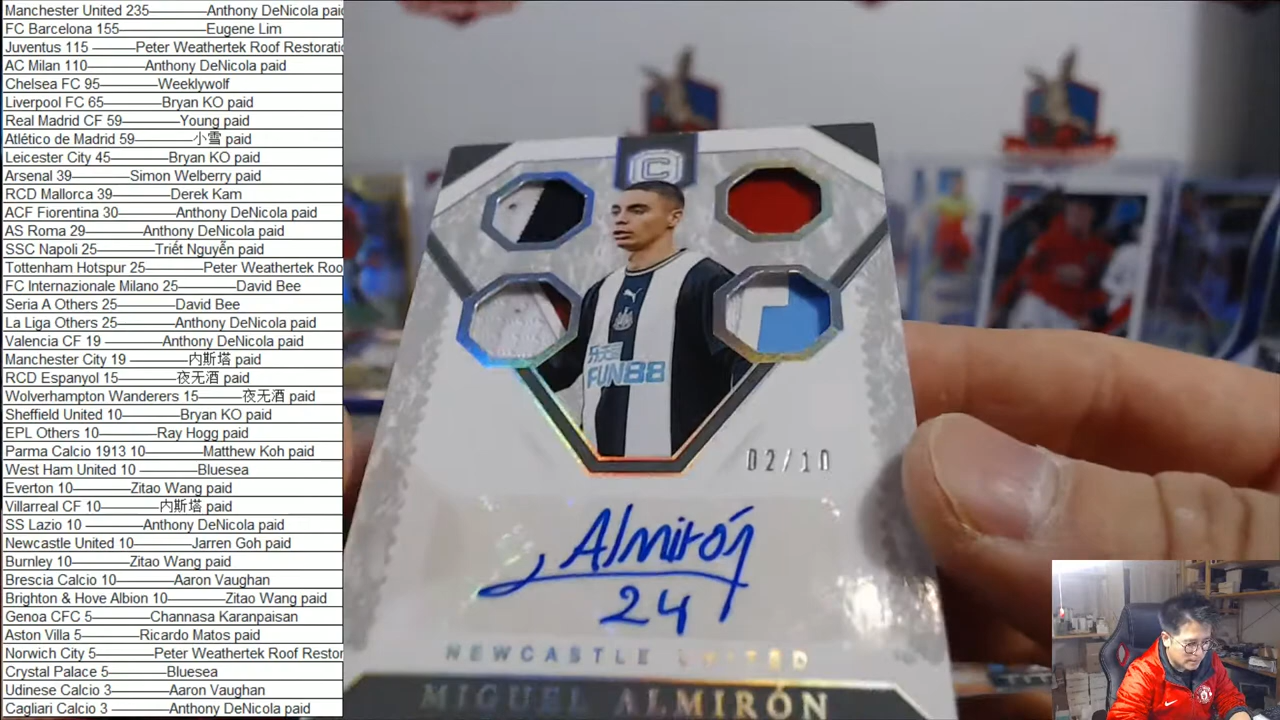 Manchester United 235———Anthony DeNicola paid
FC Barcelona 155————Eugene Lim
Juventus 115 ———Peter Weathertek Roof Restorati
AC Milan 110———Anthony DeNicola paid
Chelsea FC 95———Weeklywolf
Liverpool FC 65———Bryan KO paid
Real Madrid CF 59———Young paid
Atlético de Madrid 59———小雪 paid
Leicester City 45———Bryan KO paid
Arsenal 39———Simon Welberry paid
RCD Mallorca 39———Derek Kam
ACF Fiorentina 30———Anthony DeNicola paid
AS Roma 29———Anthony DeNicola paid
SSC Napoli 25———Triết Nguyễn paid
Tottenham Hotspur 25———Peter Weathertek Roo
FC Internazionale Milano 25———David Bee
Seria A Others 25———David Bee
La Liga Others 25———Anthony DeNicola paid
Valencia CF 19 ———Anthony DeNicola paid
Manchester City 19 ———内斯塔 paid
RCD Espanyol 15———夜无酒 paid
Wolverhampton Wanderers 15———夜无酒 paid
Sheffield United 10———Bryan KO paid
EPL Others 10———Ray Hogg paid
Parma Calcio 1913 10———Matthew Koh paid
West Ham United 10 ———Bluesea
Everton 10———Zitao Wang paid
Villarreal CF 10———内斯塔 paid
SS Lazio 10 ———Anthony DeNicola paid
Newcastle United 10———Jarren Goh paid
Burnley 10———Zitao Wang paid
Brescia Calcio 10———Aaron Vaughan
Brighton & Hove Albion 10———Zitao Wang paid
Genoa CFC 5———Channasa Karanpaisan
Aston Villa 5———Ricardo Matos paid
Norwich City 5———Peter Weathertek Roof Restor
Crystal Palace 5———Bluesea
Udinese Calcio 3———Aaron Vaughan
Cagliari Calcio 3 ———Anthony DeNicola paid
C
乐天堂
FUN88
02/10
Almirón
24
NEWCASTLE UNITED
MIGUEL ALMIRÓN